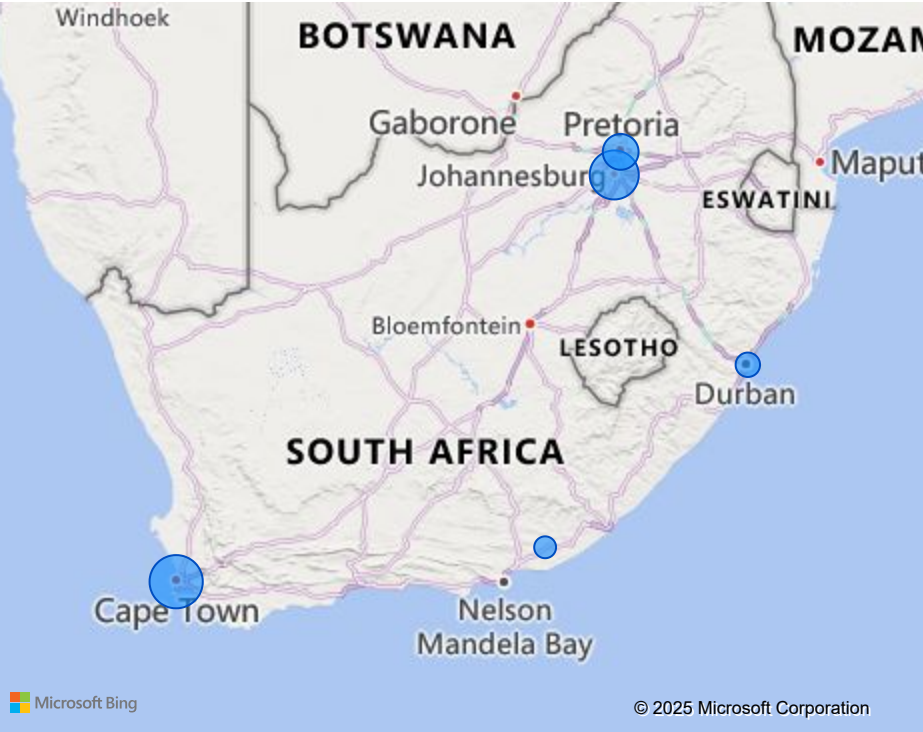 Windhoek
BOTSWANA
MOZAM
Gaborone
Pretoria
Johannesburg
Maput
ESWATINI
Bloemfontein
LESOTHO
Durban
SOUTH AFRICA
Cape Town
Nelson
Mandela Bay
Microsoft Bing
© 2025 Microsoft Corporation